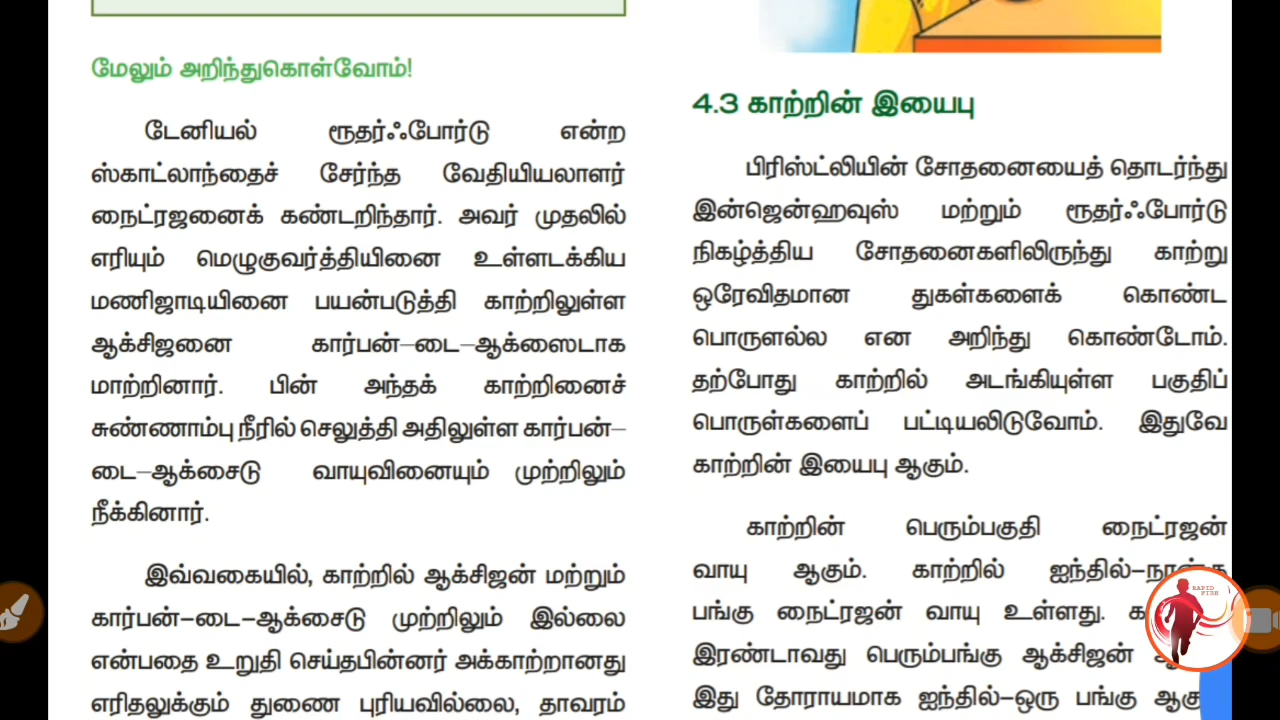 மேலும் அறிந்துகொள்வோம்!
டேனியல் ரூதர்ஃபோர்டு என்ற
ஸ்காட்லாந்தைச் சேர்ந்த வேதியியலாளர்
நைட்ரஜனைக் கண்டறிந்தார். அவர் முதலில்
எரியும் மெழுகுவர்த்தியினை உள்ளடக்கிய
மணிஜாடியினை பயன்படுத்தி காற்றிலுள்ள
ஆக்சிஜனை கார்பன்–டை–ஆக்ஸைடாக
மாற்றினார். பின் அந்தக் காற்றினைச்
சுண்ணாம்பு நீரில் செலுத்தி அதிலுள்ள கார்பன்–
டை–ஆக்சைடு வாயுவினையும் முற்றிலும்
நீக்கினார்.
இவ்வகையில், காற்றில் ஆக்சிஜன் மற்றும்
கார்பன்–டை–ஆக்சைடு முற்றிலும் இல்லை
என்பதை உறுதி செய்தபின்னர் அக்காற்றானது
எரிதலுக்கும் துணை புரியவில்லை, தாவரம்
4.3 காற்றின் இயைபு
பிரிஸ்ட்லியின் சோதனையைத் தொடர்ந்து
இன்ஜென்ஹவுஸ் மற்றும் ரூதர்ஃபோர்டு
நிகழ்த்திய சோதனைகளிலிருந்து காற்று
ஒரேவிதமான துகள்களைக் கொண்ட
பொருளல்ல என அறிந்து கொண்டோம்.
தற்போது காற்றில் அடங்கியுள்ள பகுதிப்
பொருள்களைப் பட்டியலிடுவோம். இதுவே
காற்றின் இயைபு ஆகும்.
காற்றின் பெரும்பகுதி நைட்ரஜன்
வாயு ஆகும். காற்றில் ஐந்தில்–நான்கு
பங்கு நைட்ரஜன் வாயு உள்ளது.
இரண்டாவது பெரும்பங்கு ஆக்சிஜன்
இது தோராயமாக ஐந்தில்–ஒரு பங்கு
RAPID
FIRE